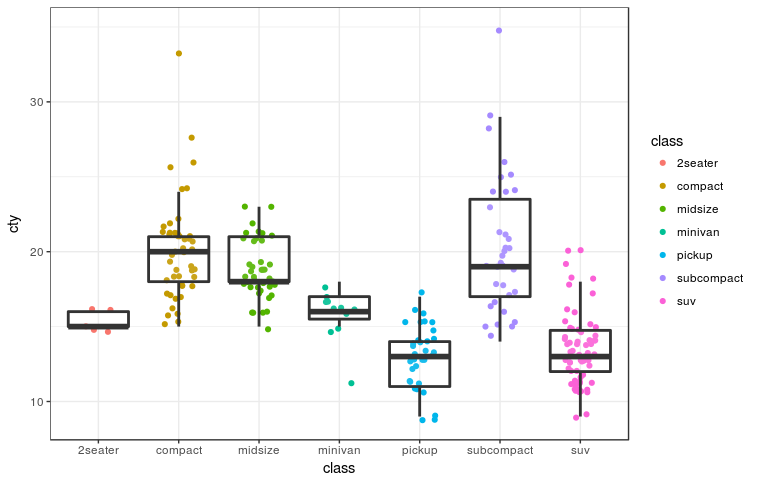 cty
30
20
10
2seater compact midsize minivan pickup subcompact suv
class
class
2seater
compact
midsize
minivan
pickup
subcompact
suv